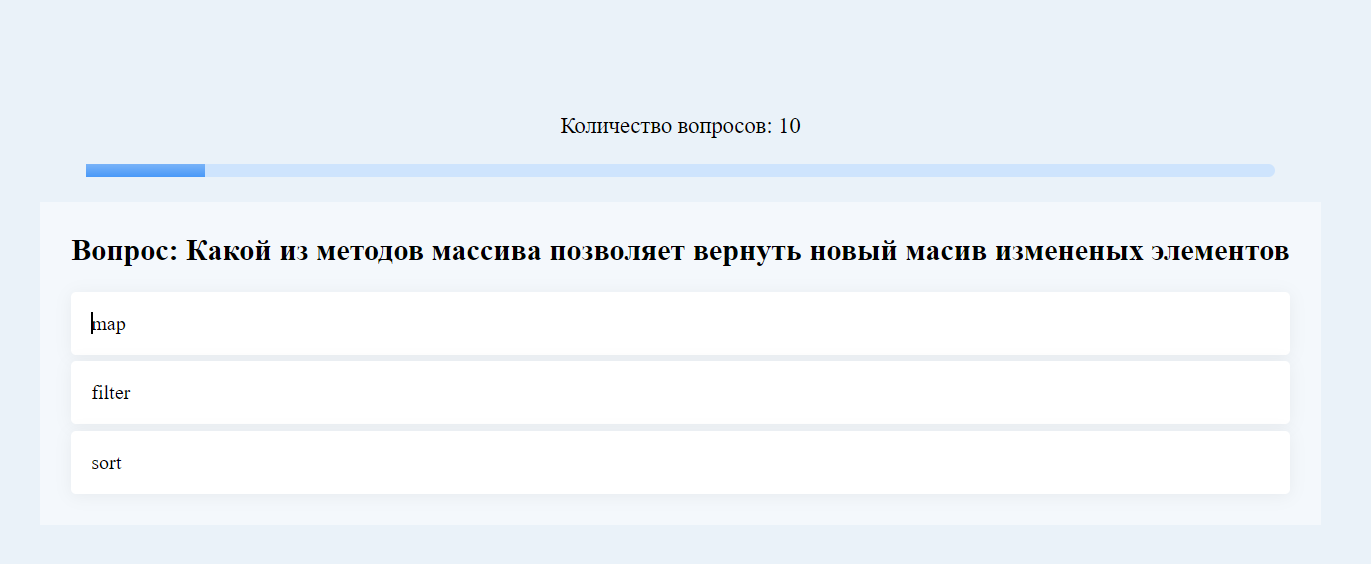 Количество вопросов: 10
Вопрос: Какой из методов массива позволяет вернуть новый масив измененых элементов
map
filter
sort